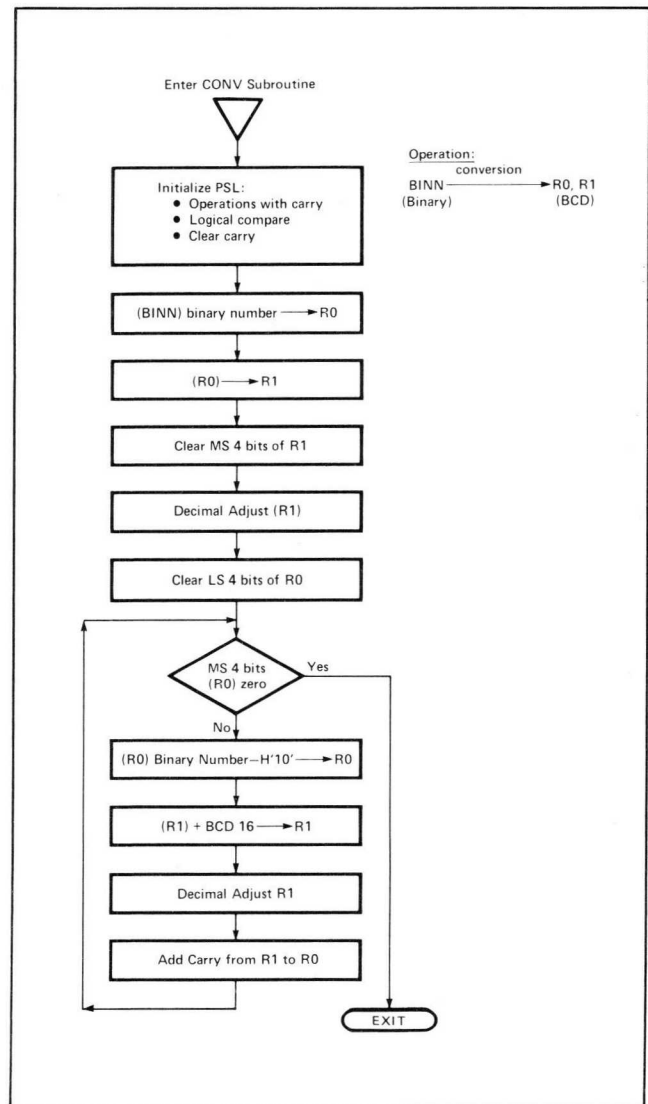 Enter CONV Subroutine
Operation:
conversion
BINN → R0, R1
(Binary) (BCD)
Initialize PSL:
• Operations with carry
• Logical compare
• Clear carry
(BINN) binary number → R0
(R0) → R1
Clear MS 4 bits of R1
Decimal Adjust (R1)
Clear LS 4 bits of R0
MS 4 bits
(R0) zero
Yes
No
(R0) Binary Number–H'10' → R0
(R1) + BCD 16 → R1
Decimal Adjust R1
Add Carry from R1 to R0
EXIT